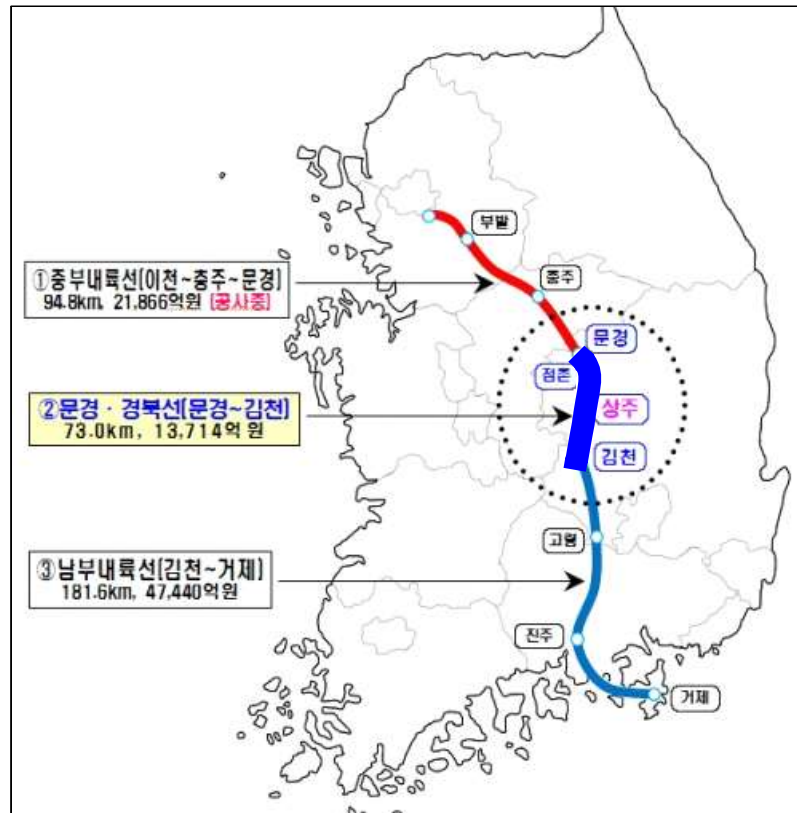 부발
충주
①중부내륙선(이천~충주~문경)
94.8km, 21,866억원 (공사중)
문경
점촌
②문경·경북선(문경~김천)
73.0km, 13,714억원
상주
김천
고령
③남부내륙선(김천~거제)
181.6km, 47,440억원
진주
거제